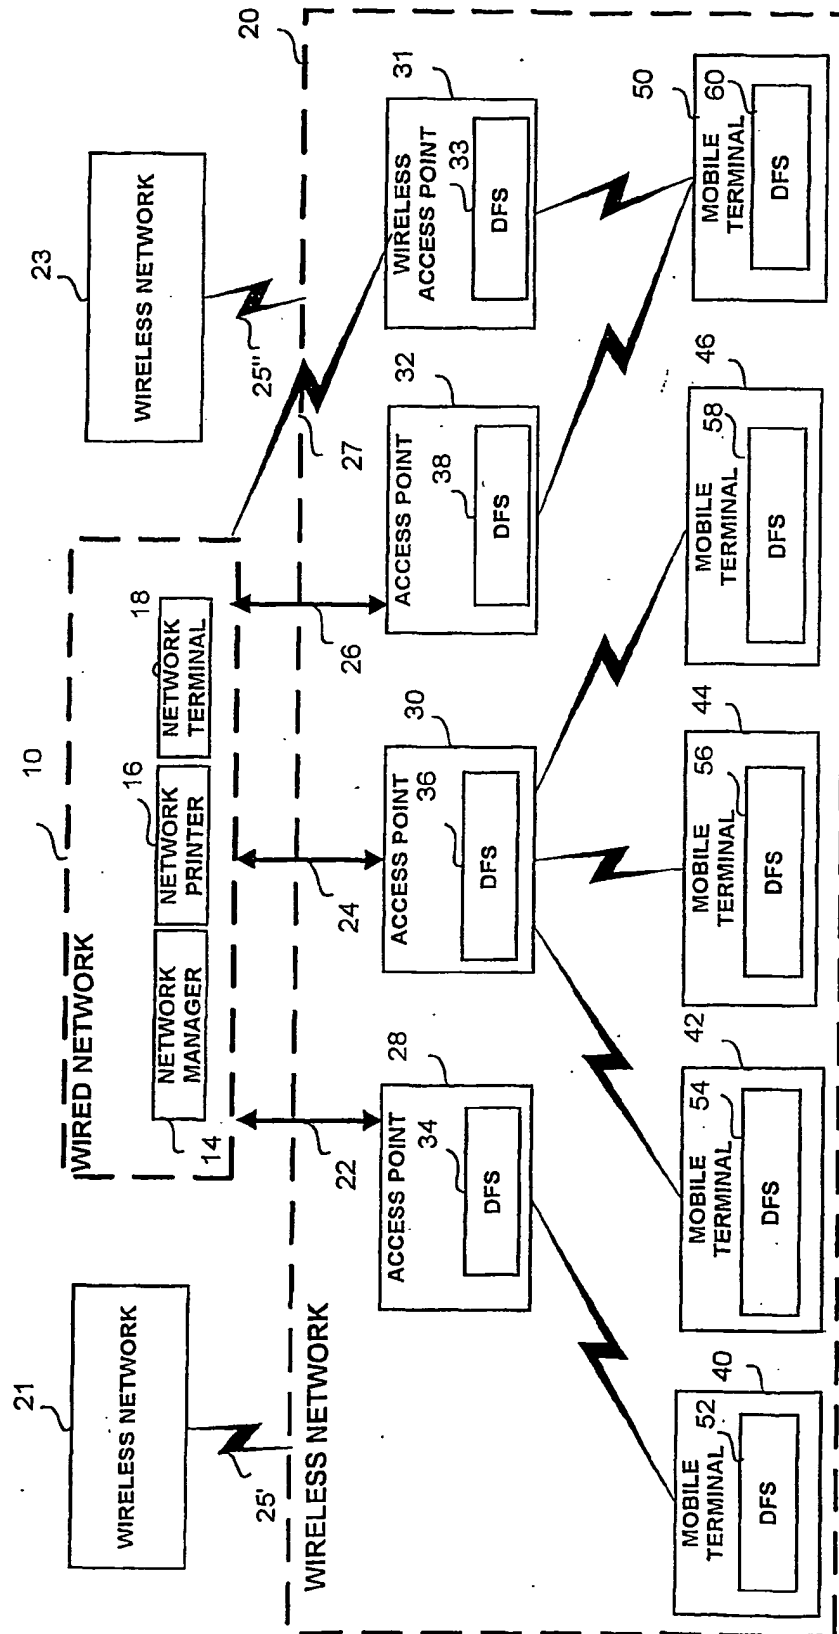 10
WIRED NETWORK
14
NETWORK
MANAGER
16
NETWORK
PRINTER
18
NETWORK
TERMINAL
21
WIRELESS NETWORK
25'
23
WIRELESS NETWORK
25"
20
WIRELESS NETWORK
22
24
26
27
28
ACCESS POINT
34
DFS
30
ACCESS POINT
36
DFS
32
ACCESS POINT
38
DFS
31
WIRELESS
ACCESS POINT
33
DFS
40
MOBILE
TERMINAL
52
DFS
42
MOBILE
TERMINAL
54
DFS
44
MOBILE
TERMINAL
56
DFS
46
MOBILE
TERMINAL
58
DFS
50
MOBILE
TERMINAL
60
DFS